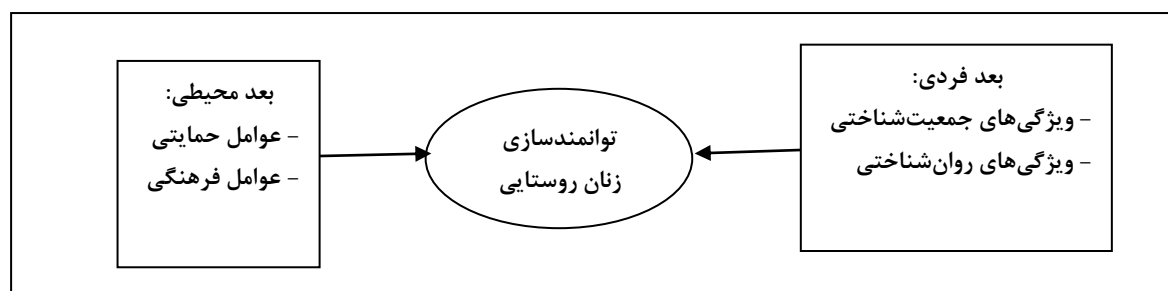 بعد فردی:
- ویژگی‌های جمعیت‌شناختی
- ویژگی‌های روان‌شناختی
توانمندسازی
زنان روستایی
بعد محیطی:
- عوامل حمایتی
- عوامل فرهنگی